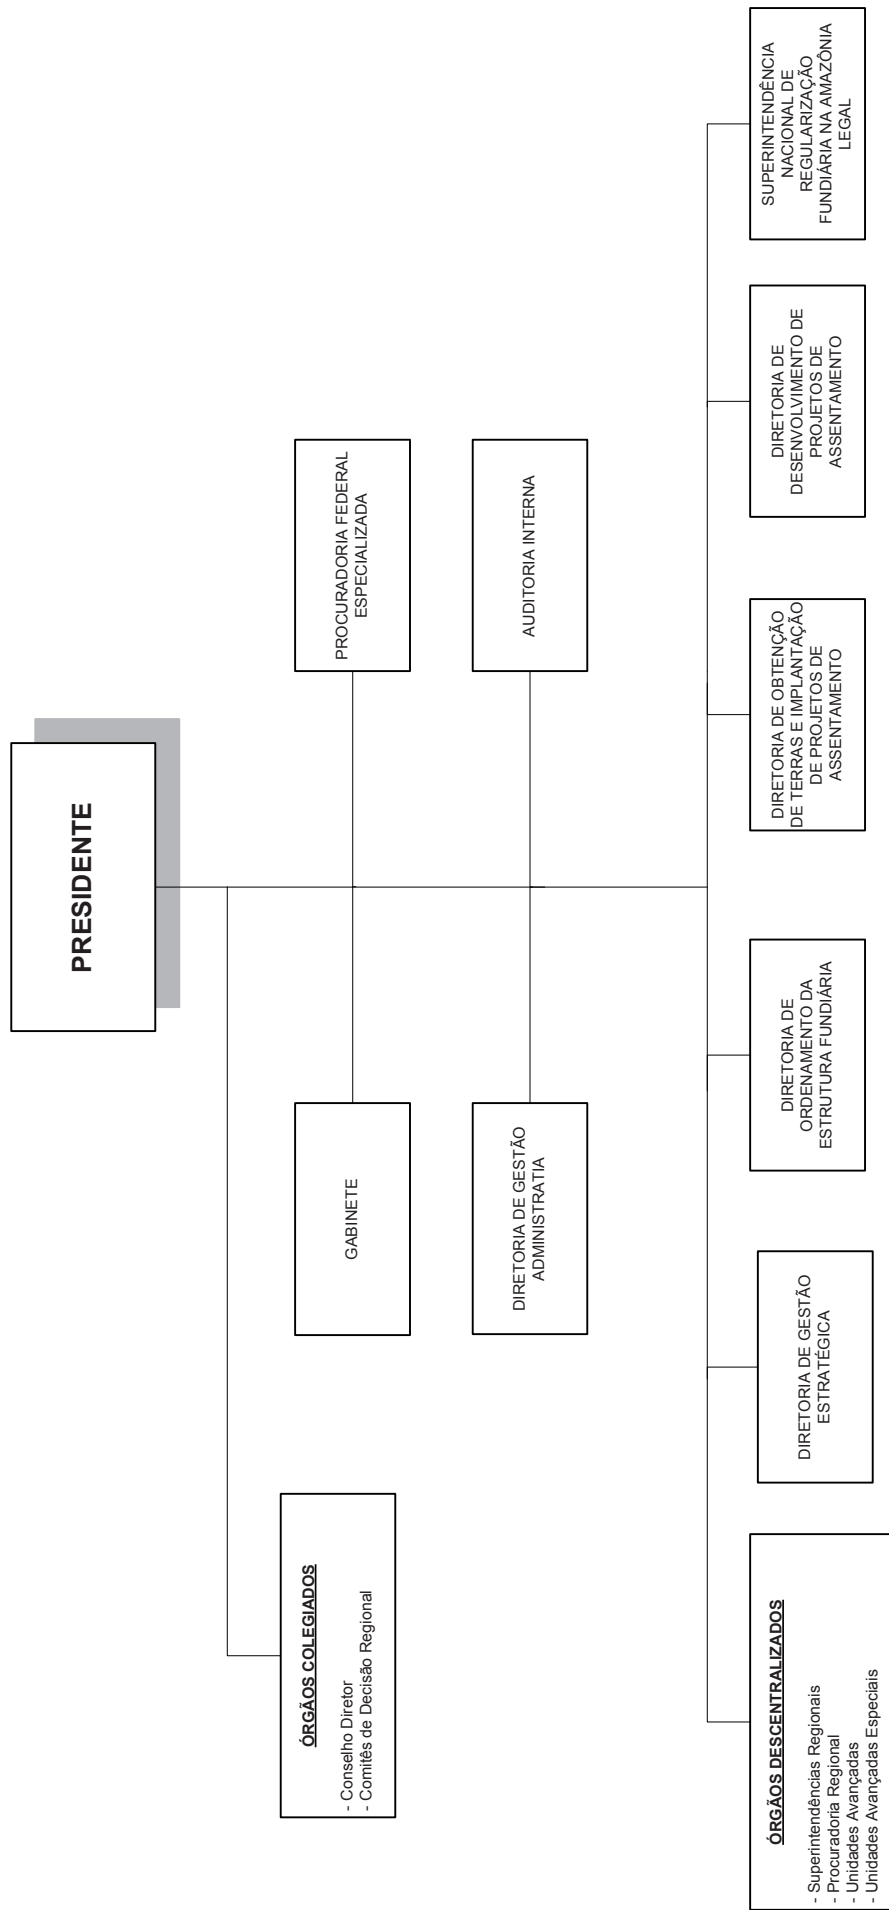 PRESIDENTE
ÓRGÃOS COLEGIADOS
- Conselho Diretor
- Comitês de Decisão Regional
GABINETE
PROCURADORIA FEDERAL
ESPECIALIZADA
DIRETORIA DE GESTÃO
ADMINISTRATIA
AUDITORIA INTERNA
ÓRGÃOS DESCENTRALIZADOS
- Superintendências Regionais
- Procuradoria Regional
- Unidades Avançadas
- Unidades Avançadas Especiais
DIRETORIA DE GESTÃO
ESTRATÉGICA
DIRETORIA DE
ORDENAMENTO DA
ESTRUTURA FUNDIÁRIA
DIRETORIA DE OBTENÇÃO
DE TERRAS E IMPLANTAÇÃO
DE PROJETOS DE
ASSENTAMENTO
DIRETORIA DE
DESENVOLVIMENTO DE
PROJETOS DE
ASSENTAMENTO
SUPERINTENDÊNCIA
NACIONAL DE
REGULARIZAÇÃO
FUNDIÁRIA NA AMAZÔNIA
LEGAL